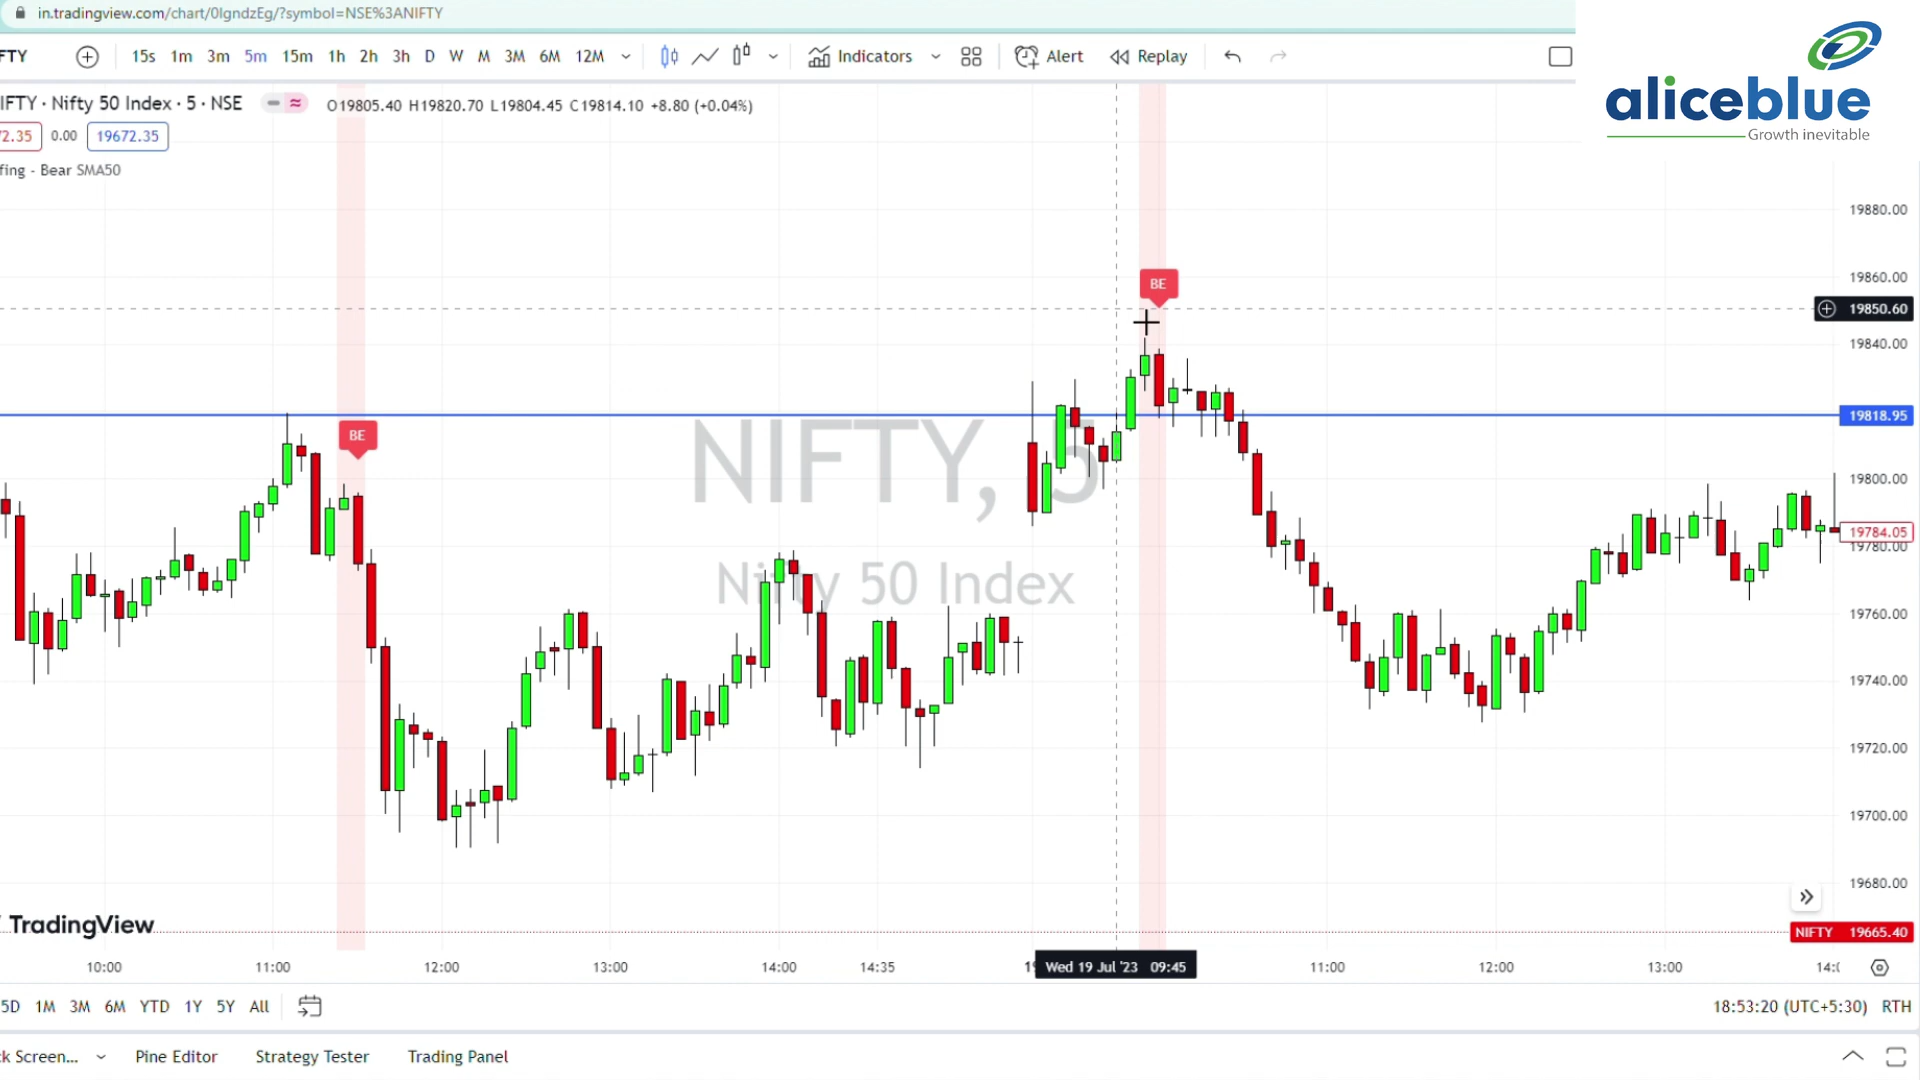 in.tradingview.com/chart/0IgndzEg/?symbol=NSE%3ANIFTY
FTY 15s 1m 3m 5m 15m 1h 2h 3h D W M 3M 6M 12M Indicators Alert Replay
aliceblue
Growth inevitable
IFTY · Nifty 50 Index · 5 · NSE O19805.40 H19820.70 L19804.45 C19814.10 +8.80 (+0.04%)
72.35 0.00 19672.35
fing - Bear SMA50
19880.00
19860.00
BE
19850.60
19840.00
19818.95
BE
NIFTY, 5
19800.00
19784.05
19780.00
Nifty 50 Index
19760.00
19740.00
19720.00
19700.00
19680.00
TradingView
NIFTY 19665.40
10:00 11:00 12:00 13:00 14:00 14:35 19 Wed 19 Jul '23 09:45 11:00 12:00 13:00 14:0
5D 1M 3M 6M YTD 1Y 5Y All 18:53:20 (UTC+5:30) RTH
k Screen... Pine Editor Strategy Tester Trading Panel